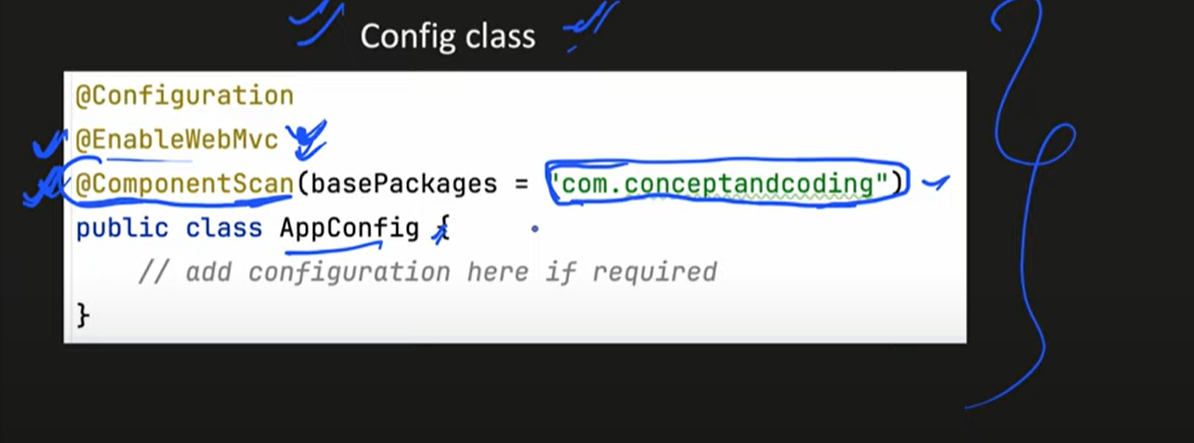 Config class
@Configuration
@EnableWebMvc
@ComponentScan(basePackages = "com.conceptandcoding")
public class AppConfig {
// add configuration here if required
}